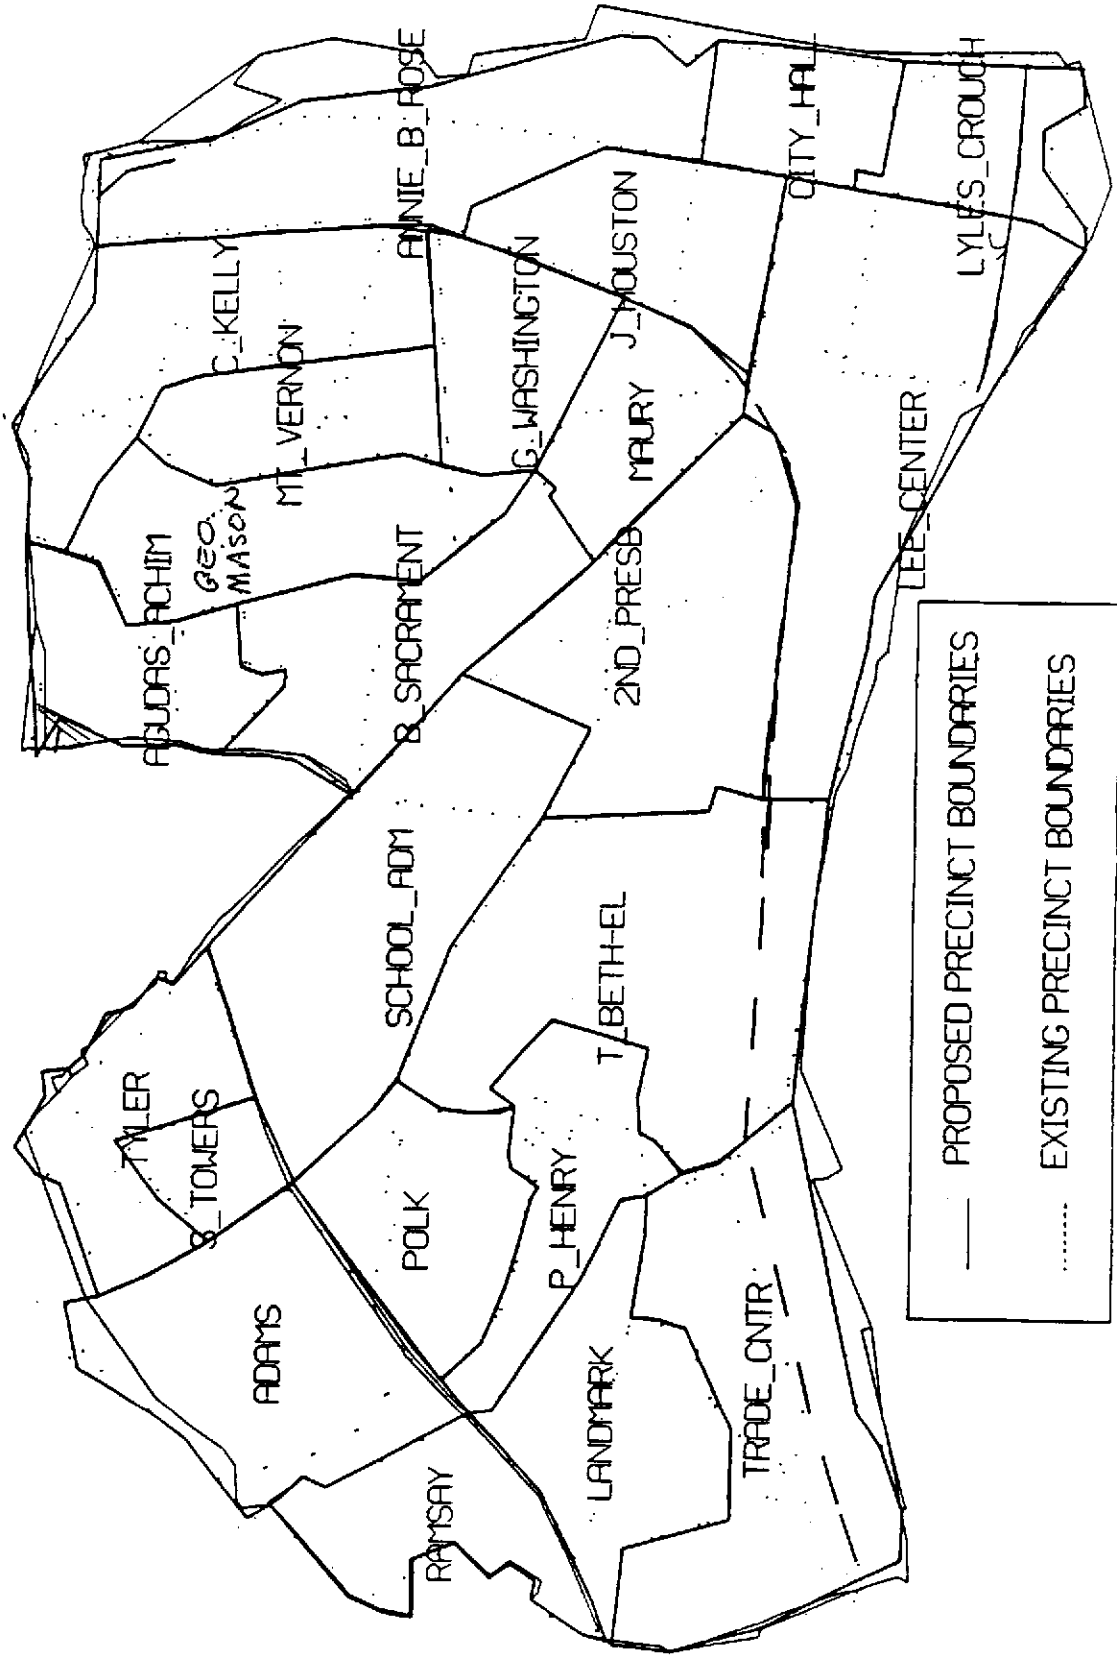 RAMSAY
ADAMS
TYLER
S_TOWERS
AGUDAS_ACHIM
GEO.
MASON
MT_VERNON
C_KELLY
LANDMARK
POLK
SCHOOL_ADM
B_SACRAMENT
G_WASHINGTON
ANNIE_B_ROSE
P_HENRY
T_BETH-EL
2ND_PRESB
MAURY
J_HOUSTON
TRADE_CNTR
CITY_HALL
LEE_CENTER
LYLES_CROUCH
PROPOSED PRECINCT BOUNDARIES
EXISTING PRECINCT BOUNDARIES